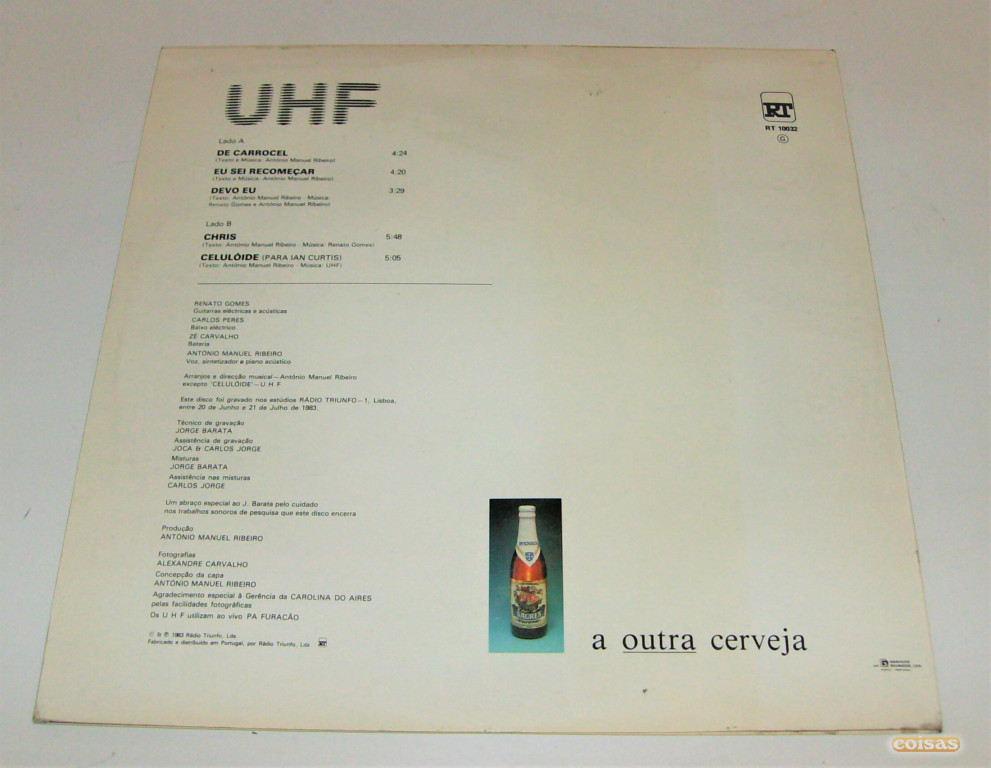 UHF
RT
RT 10032
G
Lado A
DE CARROCEL 4:24
(Texto e Música: António Manuel Ribeiro)
EU SEI RECOMEÇAR 4:20
(Texto e Música: António Manuel Ribeiro)
DEVO EU 3:29
(Texto: António Manuel Ribeiro - Música:
Renato Gomes e António Manuel Ribeiro)
Lado B
CHRIS 5:48
(Texto: António Manuel Ribeiro - Música: Renato Gomes)
CELULÓIDE (PARA IAN CURTIS) 5:05
(Texto: António Manuel Ribeiro - Música: UHF)
RENATO GOMES
Guitarras eléctricas e acústicas
CARLOS PERES
Baixo eléctrico
ZÉ CARVALHO
Bateria
ANTÓNIO MANUEL RIBEIRO
Voz, sintetizador e piano acústico
Arranjos e direcção musical — António Manuel Ribeiro
excepto 'CELULÓIDE' — U H F
Este disco foi gravado nos estúdios RÁDIO TRIUNFO — 1, Lisboa,
entre 20 de Junho e 21 de Julho de 1983.
Técnico de gravação
JORGE BARATA
Assistência de gravação
JOCA & CARLOS JORGE
Misturas
JORGE BARATA
Assistência nas misturas
CARLOS JORGE
Um abraço especial ao J. Barata pelo cuidado
nos trabalhos sonoros de pesquisa que este disco encerra
Produção
ANTÓNIO MANUEL RIBEIRO
Fotografias
ALEXANDRE CARVALHO
Concepção da capa
ANTÓNIO MANUEL RIBEIRO
Agradecimento especial à Gerência da CAROLINA DO AIRES
pelas facilidades fotográficas
Os U H F utilizam ao vivo PA FURACÃO
© & ℗ 1983 Rádio Triunfo, Lda.
Fabricado e distribuído em Portugal, por Rádio Triunfo, Lda. RT
SAGRES
a outra cerveja
coisas